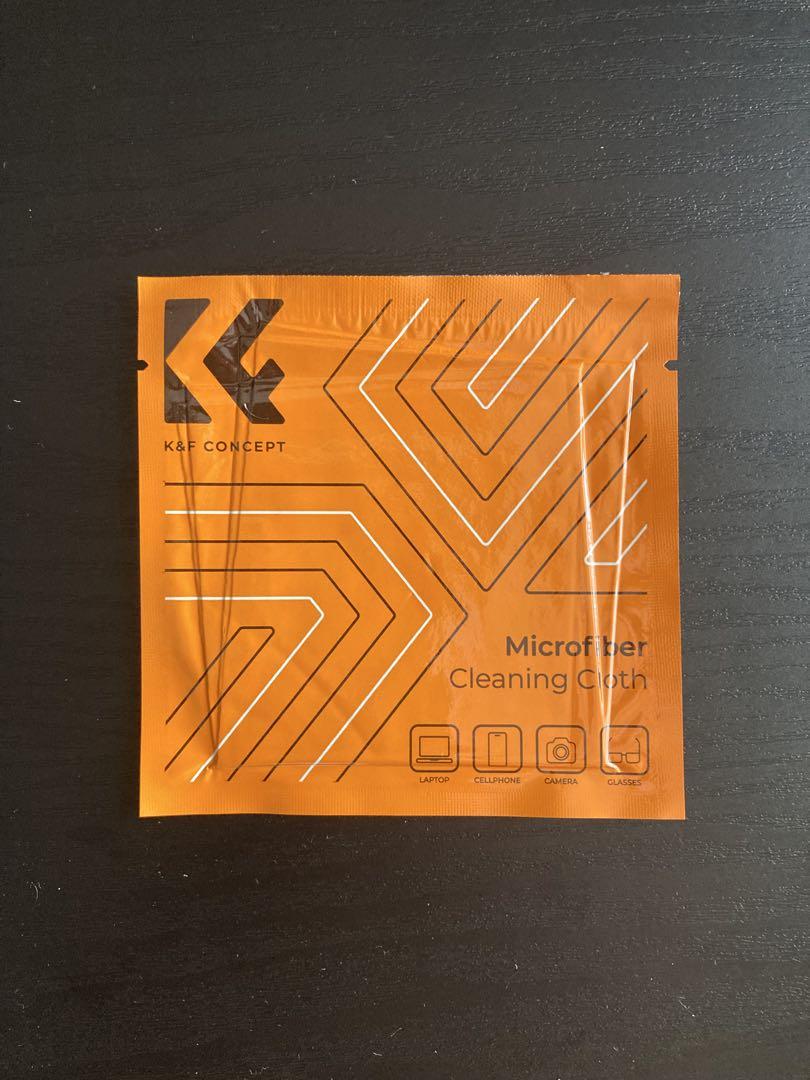 K&F CONCEPT
Microfiber
Cleaning Cloth
LAPTOP CELLPHONE CAMERA GLASSES